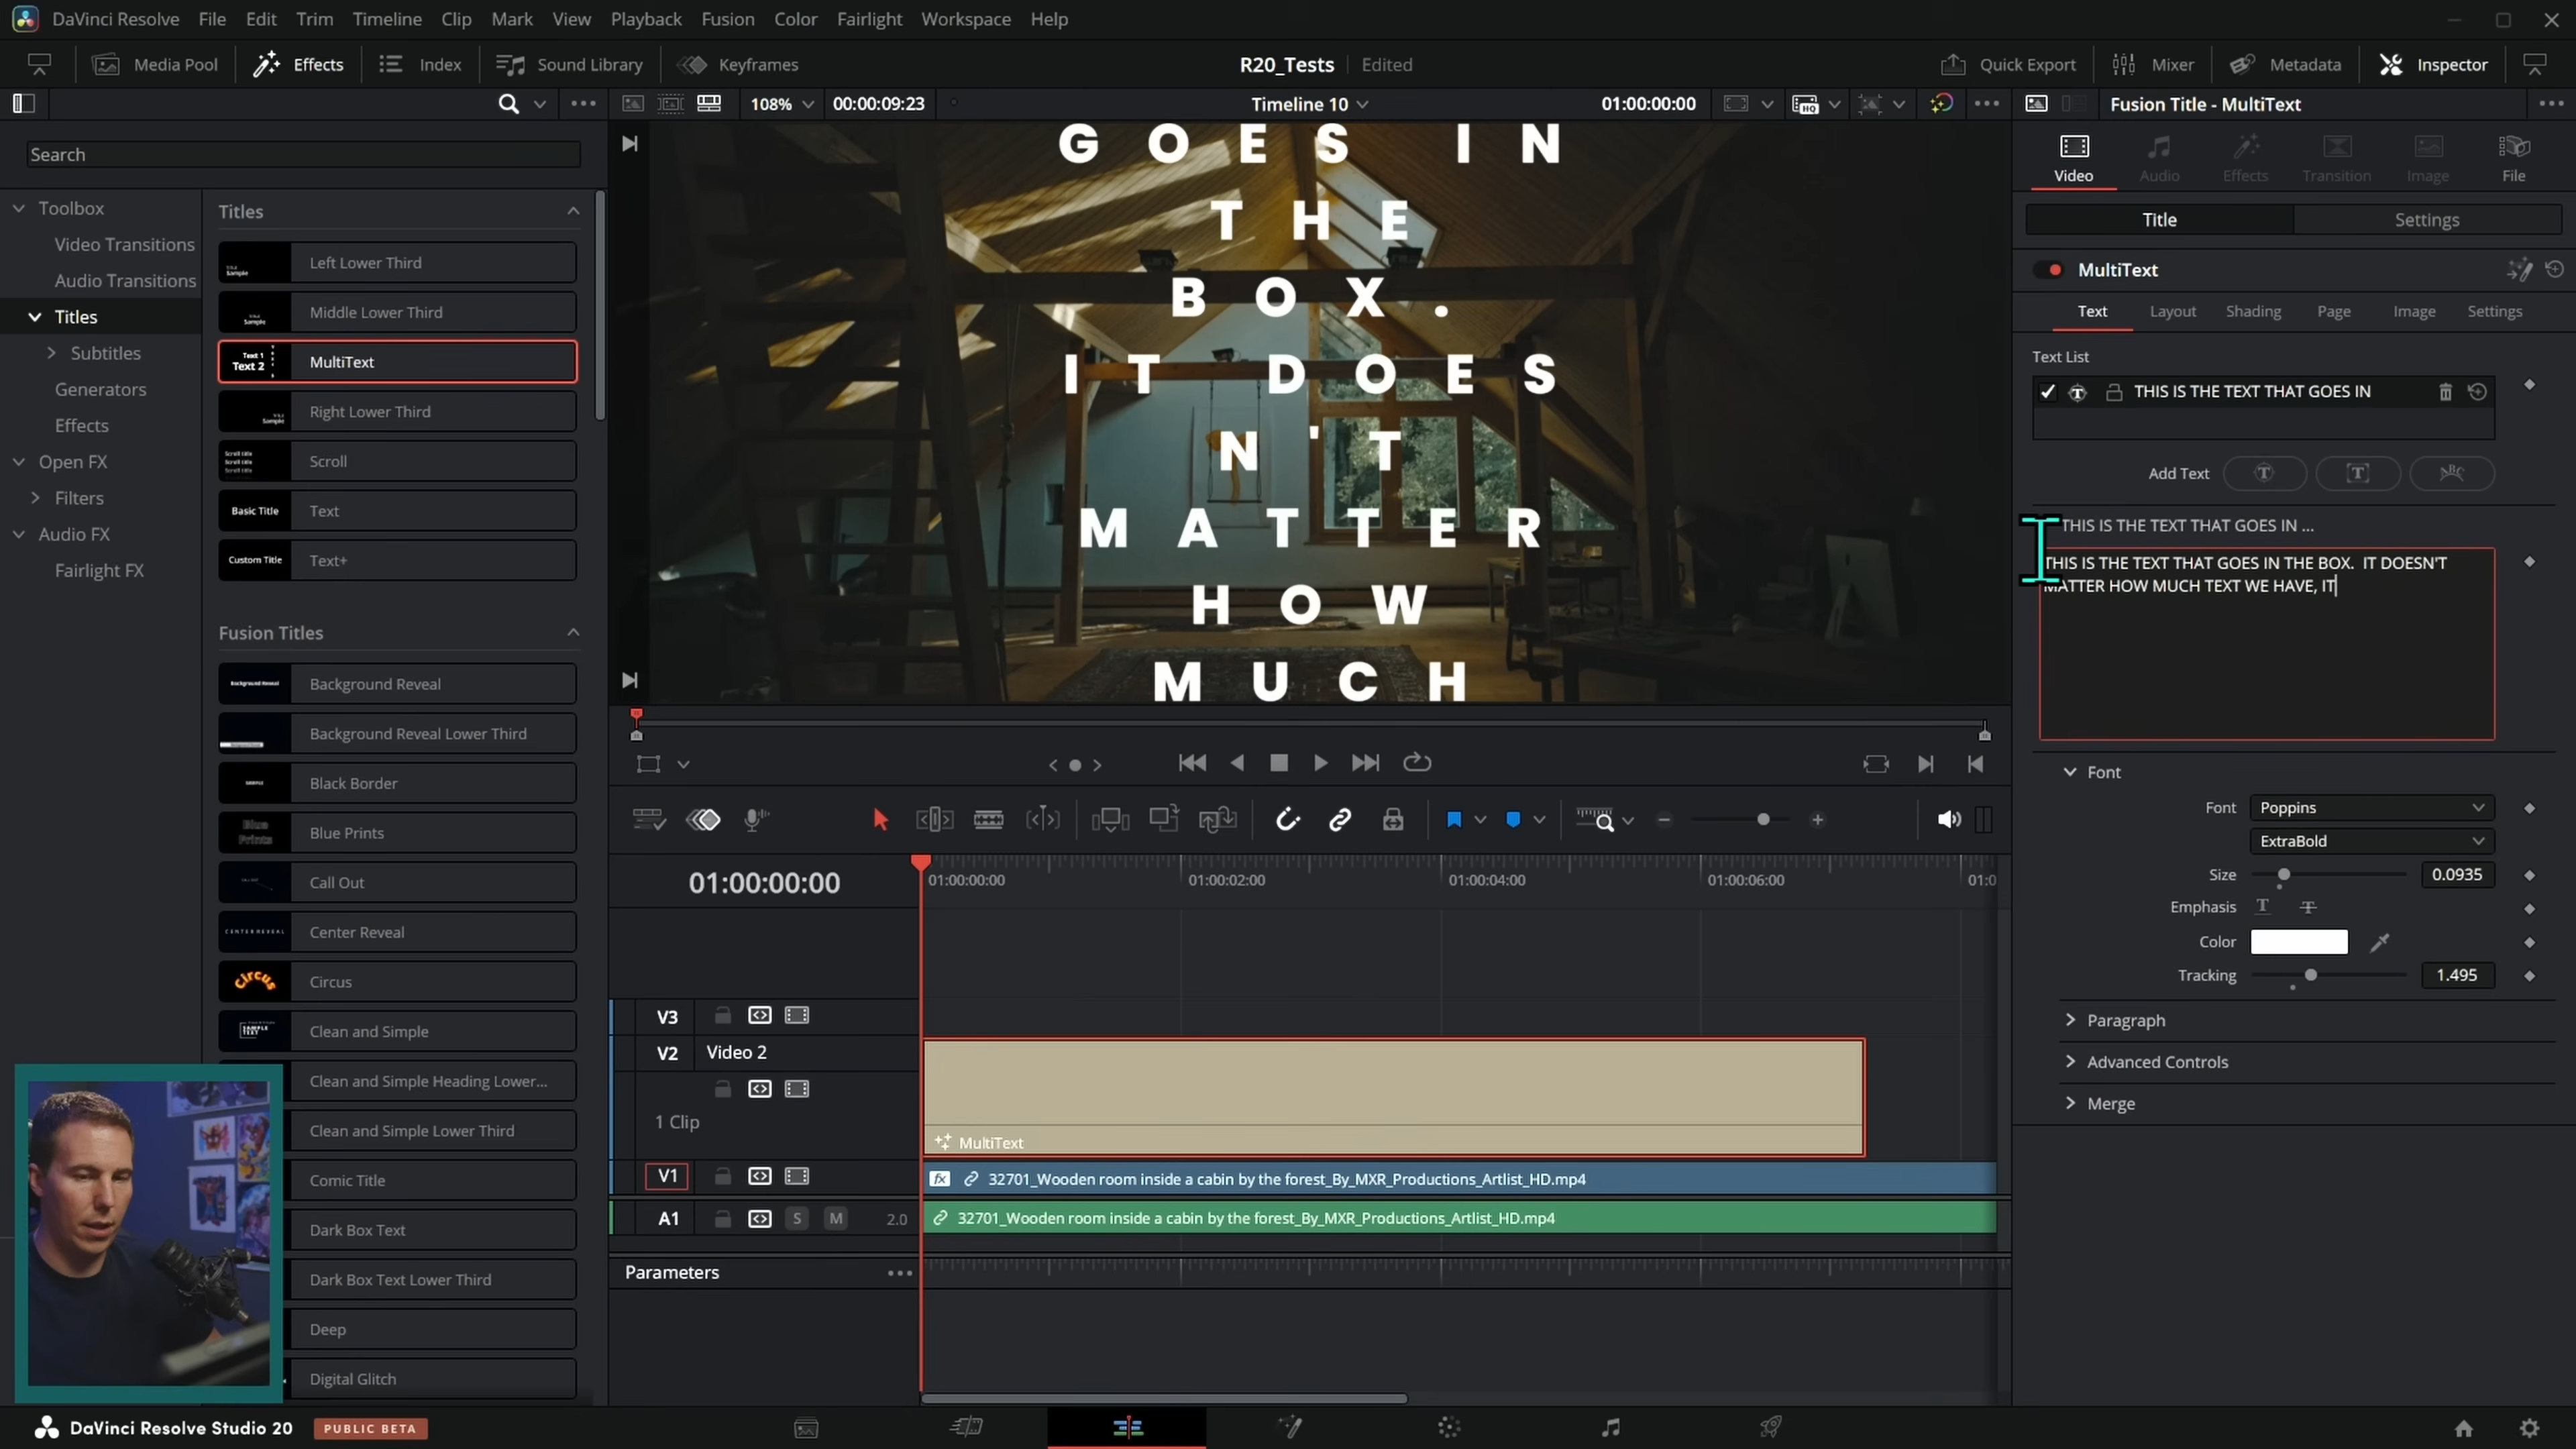 DaVinci Resolve File Edit Trim Timeline Clip Mark View Playback Fusion Color Fairlight Workspace Help
Media Pool Effects Index Sound Library Keyframes R20_Tests Edited Quick Export Mixer Metadata Inspector
108% 00:00:09:23 Timeline 10 01:00:00:00 Fusion Title - MultiText
Search
Toolbox
Video Transitions
Audio Transitions
Titles
Subtitles
Generators
Effects
Open FX
Filters
Audio FX
Fairlight FX
Titles
Left Lower Third
Middle Lower Third
Text 1
Text 2
MultiText
Right Lower Third
Scroll
Basic Title Text
Custom Title Text+
Fusion Titles
Background Reveal
Background Reveal Lower Third
Black Border
Blue Prints
Call Out
CENTER REVEAL Center Reveal
Circus Circus
Clean and Simple
Clean and Simple Heading Lower...
Clean and Simple Lower Third
Comic Title
Dark Box Text
Dark Box Text Lower Third
Deep
Digital Glitch
GOES IN
THE
BOX.
IT DOES
N'T
MATTER
HOW
MUCH
01:00:00:00 01:00:00:00 01:00:02:00 01:00:04:00 01:00:06:00 01:0
V3
V2 Video 2
1 Clip
MultiText
V1 fx 32701_Wooden room inside a cabin by the forest_By_MXR_Productions_Artlist_HD.mp4
A1 S M 2.0 32701_Wooden room inside a cabin by the forest_By_MXR_Productions_Artlist_HD.mp4
Parameters
Video Audio Effects Transition Image File
Title Settings
MultiText
Text Layout Shading Page Image Settings
Text List
THIS IS THE TEXT THAT GOES IN
Add Text
THIS IS THE TEXT THAT GOES IN ...
THIS IS THE TEXT THAT GOES IN THE BOX.  IT DOESN'T
MATTER HOW MUCH TEXT WE HAVE, IT
Font
Font Poppins
ExtraBold
Size 0.0935
Emphasis T T
Color
Tracking 1.495
Paragraph
Advanced Controls
Merge
DaVinci Resolve Studio 20 PUBLIC BETA